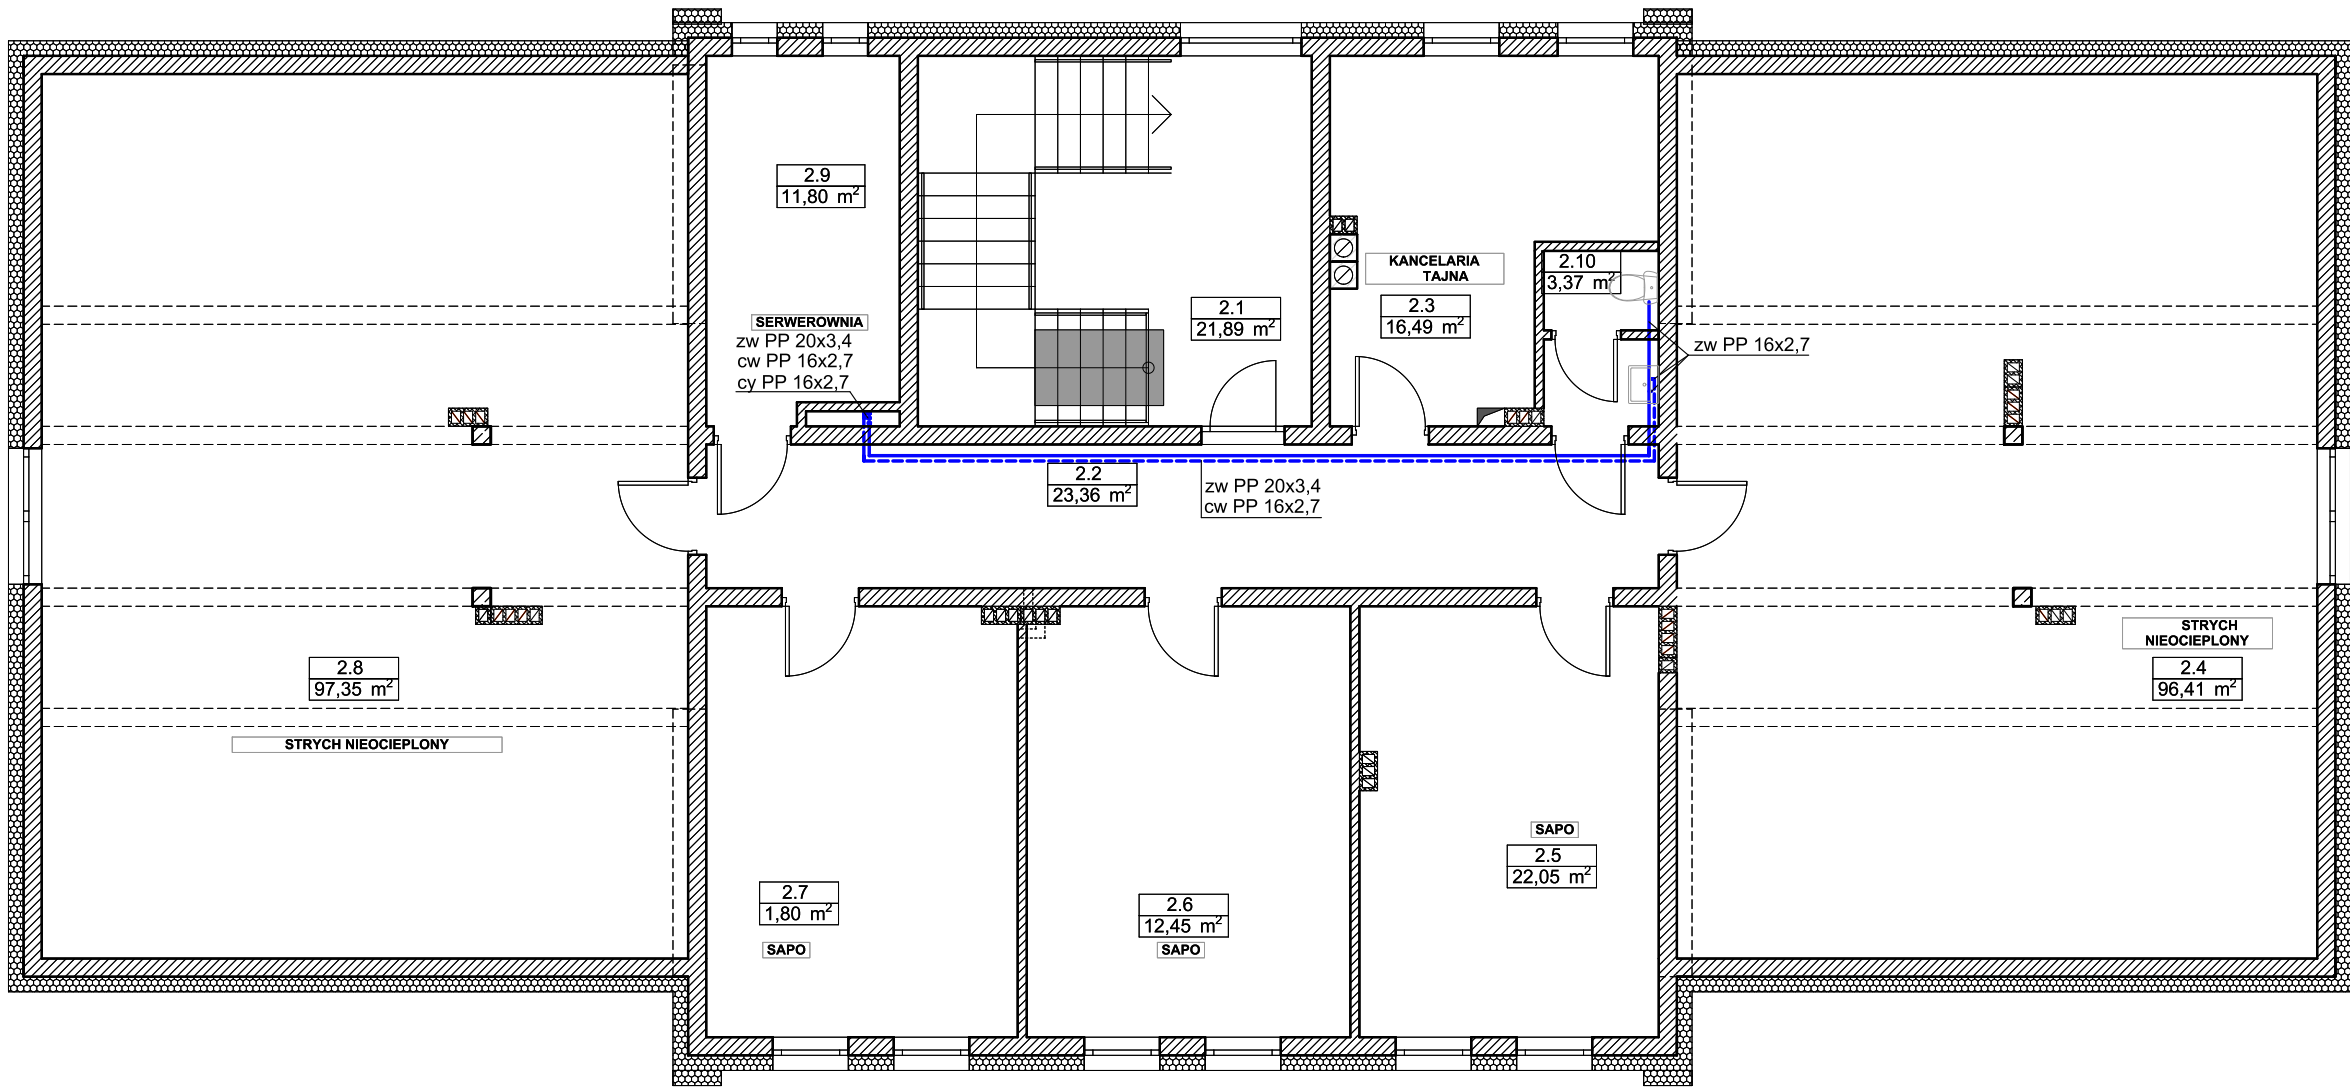 2.9
11,80 m²
SERWEROWNIA
zw PP 20x3,4
cw PP 16x2,7
cy PP 16x2,7
2.1
21,89 m²
KANCELARIA
TAJNA
2.3
16,49 m²
2.10
3,37 m²
zw PP 16x2,7
2.2
23,36 m²
zw PP 20x3,4
cw PP 16x2,7
2.8
97,35 m²
STRYCH NIEOCIEPLONY
STRYCH
NIEOCIEPLONY
2.4
96,41 m²
2.7
1,80 m²
SAPO
2.6
12,45 m²
SAPO
SAPO
2.5
22,05 m²